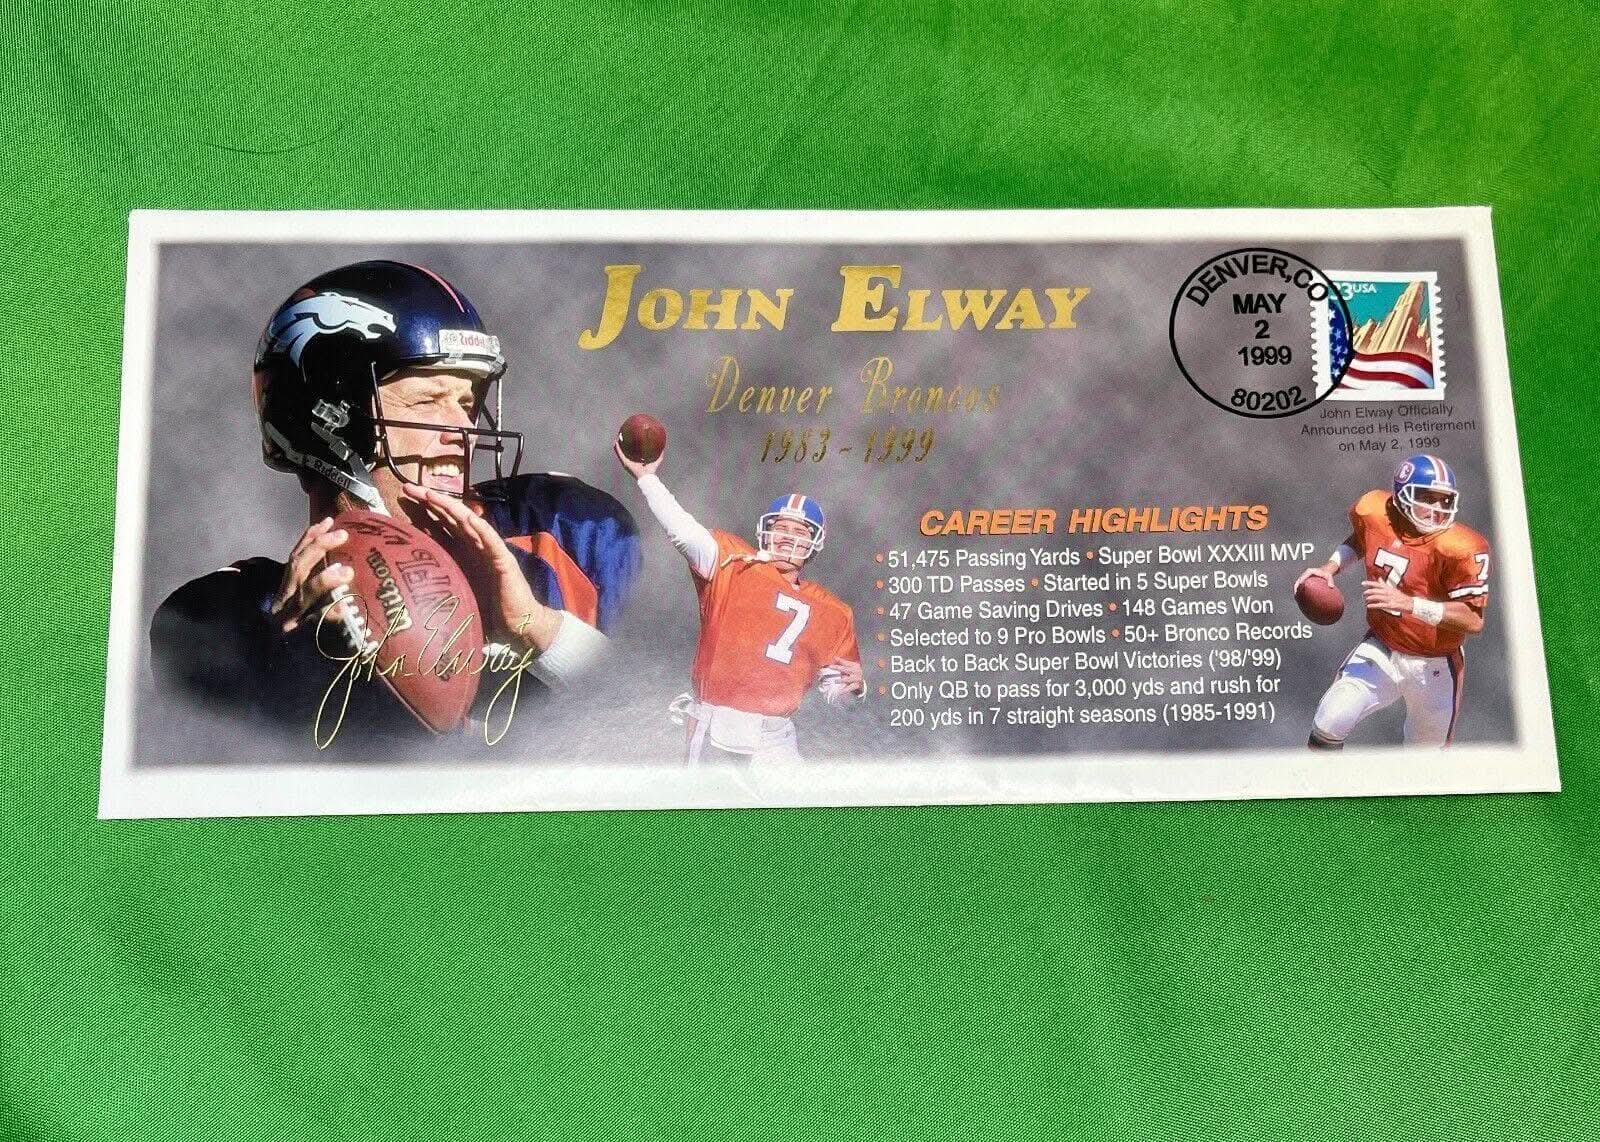 JOHN ELWAY
Denver Broncos
1983 - 1999
DENVER, CO
MAY
2
1999
80202
USA
John Elway Officially
Announced His Retirement
on May 2, 1999
Riddell
Riddell
Wilson
NFL
John Elway
7
7
7
CAREER HIGHLIGHTS
• 51,475 Passing Yards • Super Bowl XXXIII MVP
• 300 TD Passes • Started in 5 Super Bowls
• 47 Game Saving Drives • 148 Games Won
• Selected to 9 Pro Bowls • 50+ Bronco Records
• Back to Back Super Bowl Victories ('98/'99)
• Only QB to pass for 3,000 yds and rush for
200 yds in 7 straight seasons (1985-1991)